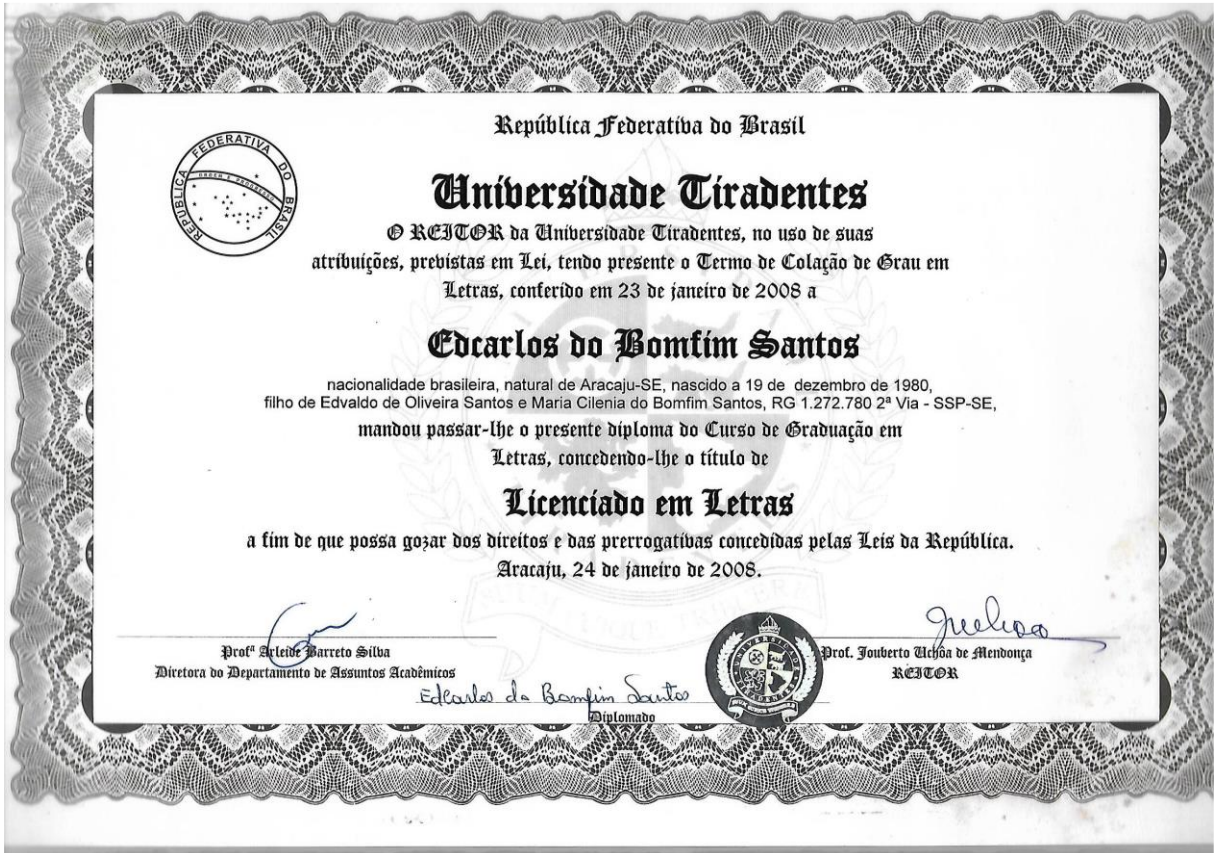 República Federativa do Brasil
REPÚBLICA FEDERATIVA DO BRASIL
ORDEM E PROGRESSO
Universidade Tiradentes
O REITOR da Universidade Tiradentes, no uso de suas
atribuições, previstas em Lei, tendo presente o Termo de Colação de Grau em
Letras, conferido em 23 de janeiro de 2008 a
Edcarlos do Bomfim Santos
nacionalidade brasileira, natural de Aracaju-SE, nascido a 19 de dezembro de 1980,
filho de Edvaldo de Oliveira Santos e Maria Cilenia do Bomfim Santos, RG 1.272.780 2ª Via - SSP-SE,
mandou passar-lhe o presente diploma do Curso de Graduação em
Letras, concedendo-lhe o título de
Licenciado em Letras
a fim de que possa gozar dos direitos e das prerrogativas concedidas pelas Leis da República.
Aracaju, 24 de janeiro de 2008.
Profª Arleide Barreto Silva
Diretora do Departamento de Assuntos Acadêmicos
Prof. Jouberto Uchôa de Mendonça
REITOR
Edcarlos do Bomfim Santos
Diplomado